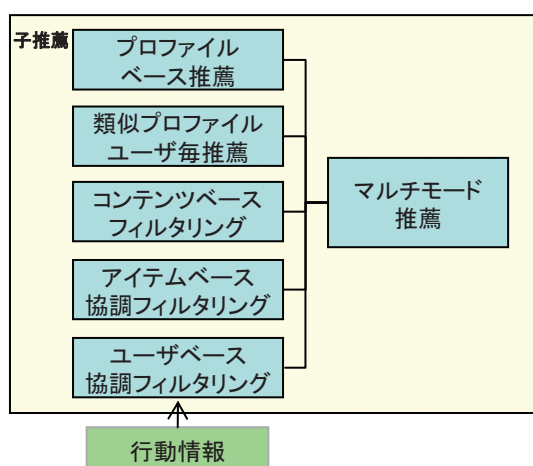 子推薦
プロファイル
ベース推薦
類似プロファイル
ユーザ毎推薦
コンテンツベース
フィルタリング
アイテムベース
協調フィルタリング
ユーザベース
協調フィルタリング
マルチモード
推薦
行動情報